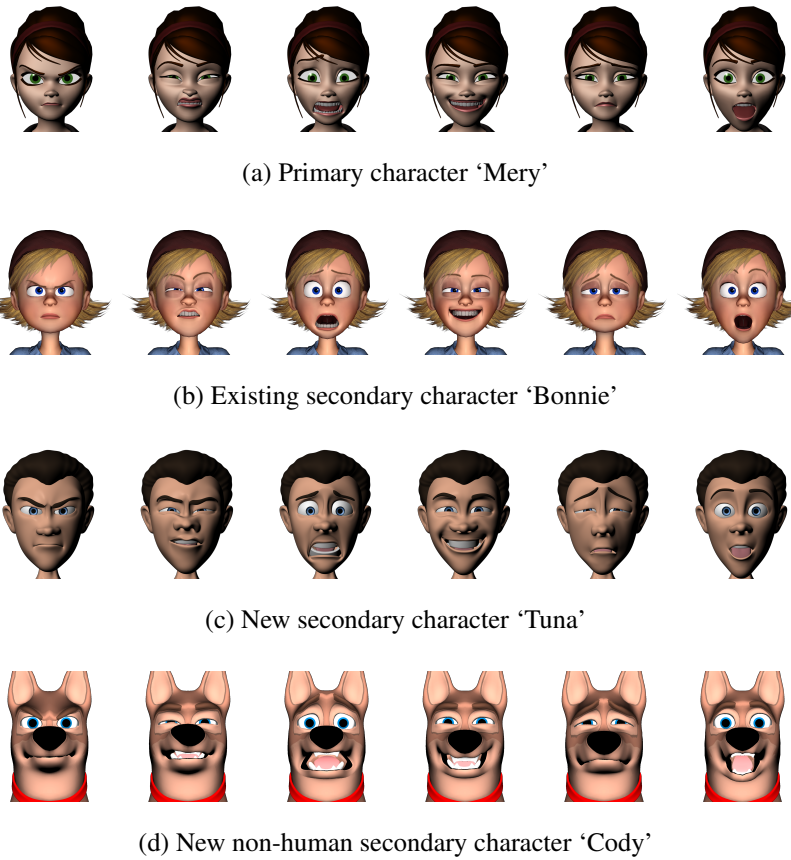 (a) Primary character ‘Mery’
(b) Existing secondary character ‘Bonnie’
(c) New secondary character ‘Tuna’
(d) New non-human secondary character ‘Cody’